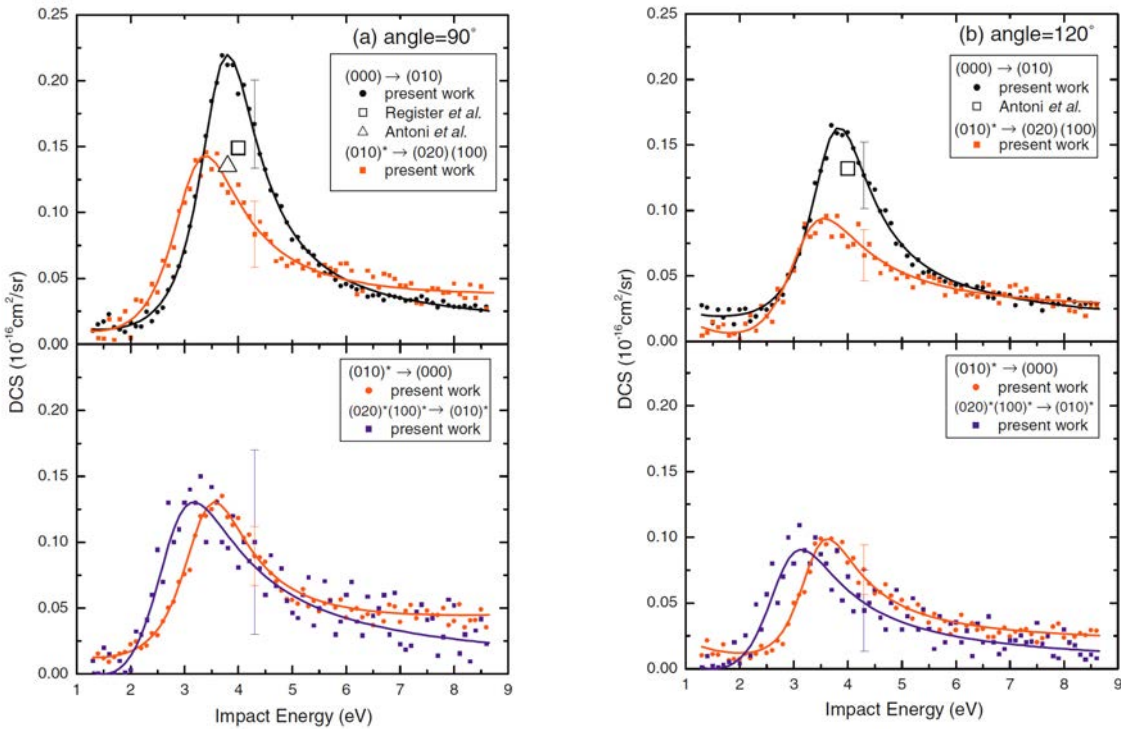 (a) angle=90°
(000) → (010)
present work
Register et al.
Antoni et al.
(010)* → (020) (100)
present work
0.25
0.20
0.15
0.10
0.05
0.00
(010)* → (000)
present work
(020)*(100)* → (010)*
present work
0.20
0.15
0.10
0.05
0.00
DCS (10⁻¹⁶cm²/sr)
1 2 3 4 5 6 7 8 9
Impact Energy (eV)
(b) angle=120°
(000) → (010)
present work
Antoni et al.
(010)* → (020) (100)
present work
0.25
0.20
0.15
0.10
0.05
0.00
(010)* → (000)
present work
(020)*(100)* → (010)*
present work
0.20
0.15
0.10
0.05
0.00
DCS (10⁻¹⁶cm²/sr)
1 2 3 4 5 6 7 8 9
Impact Energy (eV)